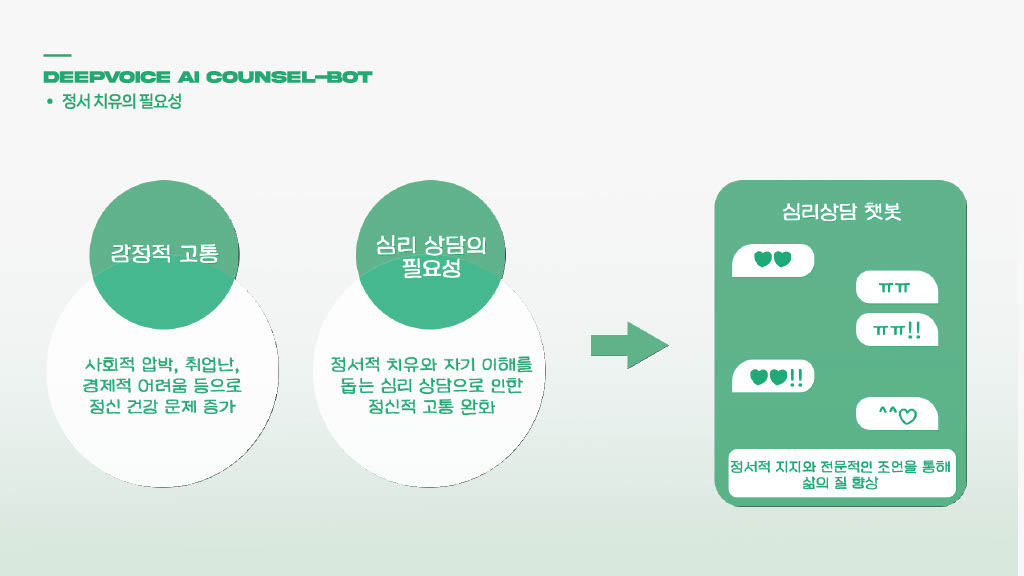 DEEPVOICE AI COUNSEL-BOT
• 정서 치유의 필요성
감정적 고통
사회적 압박, 취업난,
경제적 어려움 등으로
정신 건강 문제 증가
심리 상담의
필요성
정서적 치유와 자기 이해를
돕는 심리 상담으로 인한
정신적 고통 완화
심리상담 챗봇
♥♥
ㅠㅠ
ㅠㅠ!!
♥♥!!
^^♡
정서적 지지와 전문적인 조언을 통해
삶의 질 향상